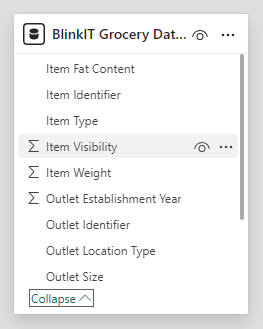 BlinkIT Grocery Dat...
Item Fat Content
Item Identifier
Item Type
Item Visibility
Item Weight
Outlet Establishment Year
Outlet Identifier
Outlet Location Type
Outlet Size
Collapse